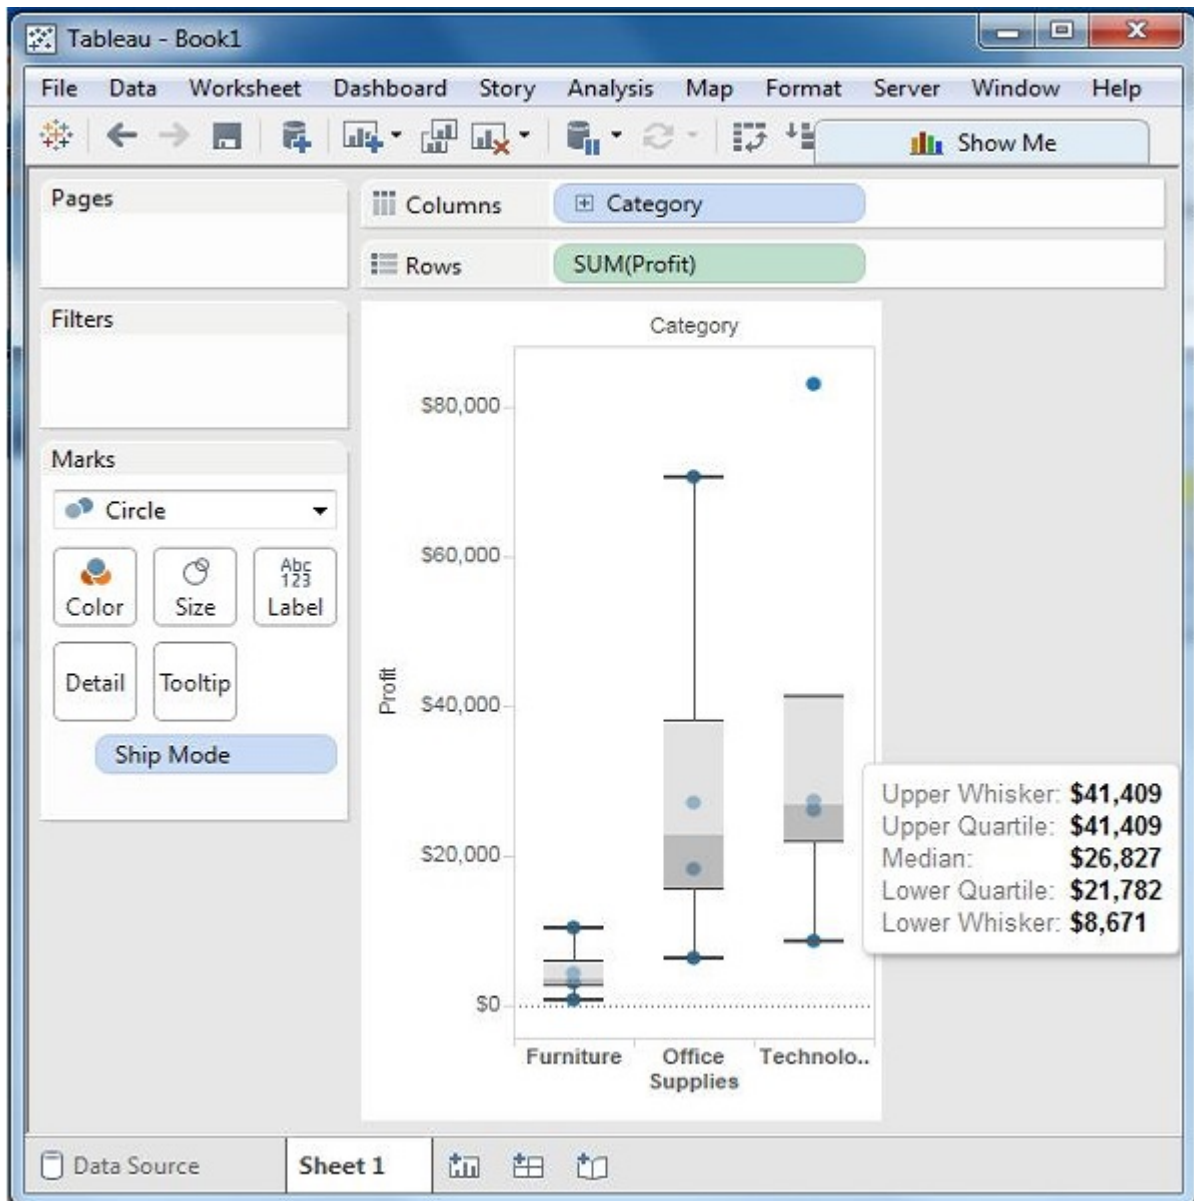 Tableau - Book1
File Data Worksheet Dashboard Story Analysis Map Format Server Window Help
Show Me
Pages
Columns
Category
Rows
SUM(Profit)
Filters
Marks
Circle
Color
Size
Abc
123
Label
Detail
Tooltip
Ship Mode
Category
Profit
$80,000
$60,000
$40,000
$20,000
$0
Furniture
Office
Supplies
Technolo..
Upper Whisker: $41,409
Upper Quartile: $41,409
Median: $26,827
Lower Quartile: $21,782
Lower Whisker: $8,671
Data Source
Sheet 1